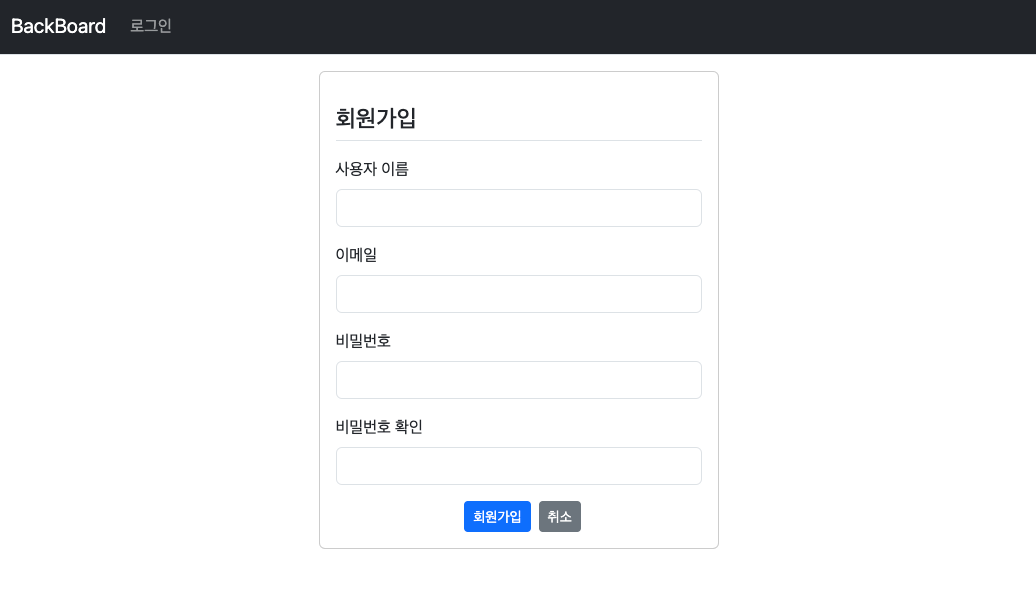 BackBoard 로그인
회원가입
사용자 이름
이메일
비밀번호
비밀번호 확인
회원가입 취소